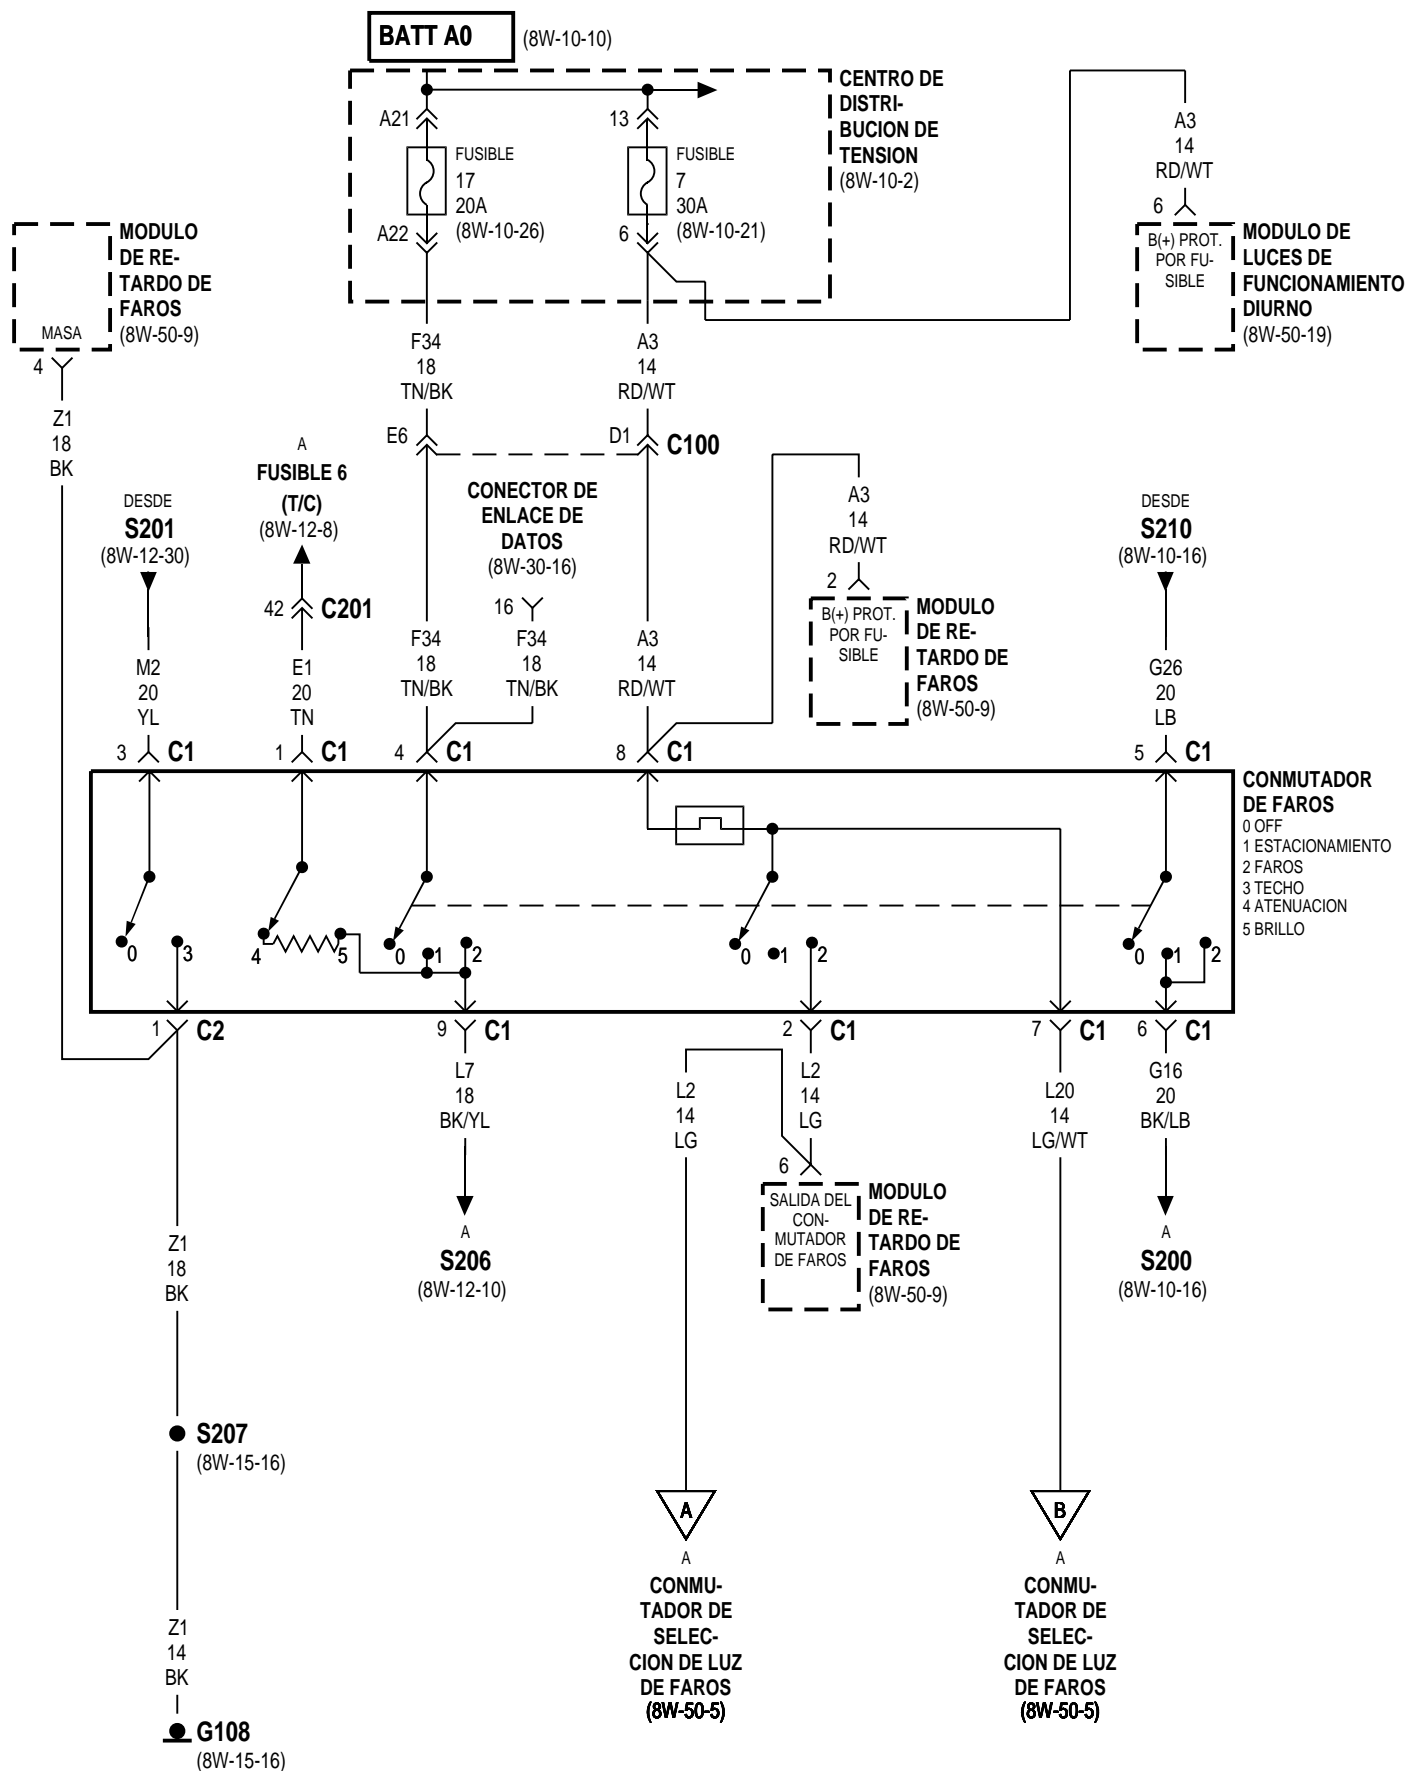 BATT A0
(8W-10-10)
CENTRO DE
DISTRI-
BUCION DE
TENSION
(8W-10-2)
A21
FUSIBLE
17
20A
(8W-10-26)
A22
13
FUSIBLE
7
30A
(8W-10-21)
6
A3
14
RD/WT
6
B(+) PROT.
POR FU-
SIBLE
MODULO DE
LUCES DE
FUNCIONAMIENTO
DIURNO
(8W-50-19)
MODULO
DE RE-
TARDO DE
FAROS
(8W-50-9)
MASA
4
Z1
18
BK
F34
18
TN/BK
A3
14
RD/WT
E6
D1
C100
A
FUSIBLE 6
(T/C)
(8W-12-8)
DESDE
S201
(8W-12-30)
CONECTOR DE
ENLACE DE
DATOS
(8W-30-16)
16
42
C201
A3
14
RD/WT
2
B(+) PROT.
POR FU-
SIBLE
MODULO
DE RE-
TARDO DE
FAROS
(8W-50-9)
DESDE
S210
(8W-10-16)
M2
20
YL
E1
20
TN
F34
18
TN/BK
F34
18
TN/BK
A3
14
RD/WT
G26
20
LB
3
C1
1
C1
4
C1
8
C1
5
C1
CONMUTADOR
DE FAROS
0 OFF
1 ESTACIONAMIENTO
2 FAROS
3 TECHO
4 ATENUACION
5 BRILLO
0
3
4
5
0
1
2
0
1
2
0
1
2
1
C2
9
C1
2
C1
7
C1
6
C1
L7
18
BK/YL
L2
14
LG
L2
14
LG
L20
14
LG/WT
G16
20
BK/LB
6
SALIDA DEL
CON-
MUTADOR
DE FAROS
MODULO
DE RE-
TARDO DE
FAROS
(8W-50-9)
A
S206
(8W-12-10)
A
S200
(8W-10-16)
Z1
18
BK
S207
(8W-15-16)
A
A
CONMU-
TADOR DE
SELEC-
CION DE LUZ
DE FAROS
(8W-50-5)
B
A
CONMU-
TADOR DE
SELEC-
CION DE LUZ
DE FAROS
(8W-50-5)
Z1
14
BK
G108
(8W-15-16)